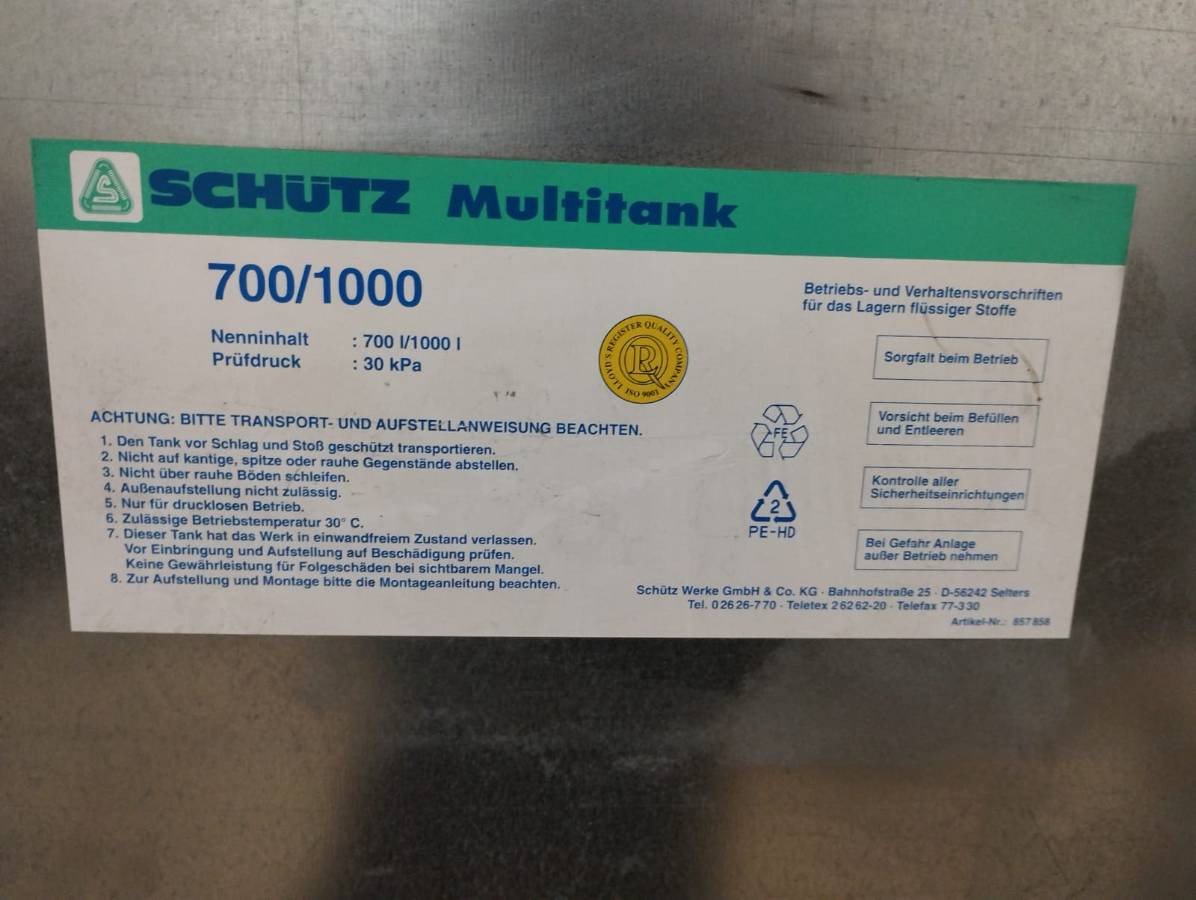 SCHÜTZ Multitank
700/1000
Nenninhalt : 700 l/1000 l
Prüfdruck : 30 kPa
LLOYD'S REGISTER QUALITY COMPANY
ISO 9001
ACHTUNG: BITTE TRANSPORT- UND AUFSTELLANWEISUNG BEACHTEN.
1. Den Tank vor Schlag und Stoß geschützt transportieren.
2. Nicht auf kantige, spitze oder rauhe Gegenstände abstellen.
3. Nicht über rauhe Böden schleifen.
4. Außenaufstellung nicht zulässig.
5. Nur für drucklosen Betrieb.
6. Zulässige Betriebstemperatur 30° C.
7. Dieser Tank hat das Werk in einwandfreiem Zustand verlassen.
Vor Einbringung und Aufstellung auf Beschädigung prüfen.
Keine Gewährleistung für Folgeschäden bei sichtbarem Mangel.
8. Zur Aufstellung und Montage bitte die Montageanleitung beachten.
FE
2
PE-HD
Betriebs- und Verhaltensvorschriften
für das Lagern flüssiger Stoffe
Sorgfalt beim Betrieb
Vorsicht beim Befüllen
und Entleeren
Kontrolle aller
Sicherheitseinrichtungen
Bei Gefahr Anlage
außer Betrieb nehmen
Schütz Werke GmbH & Co. KG · Bahnhofstraße 25 · D-56242 Selters
Tel. 0 26 26-7 70 · Teletex 2 62 62-20 · Telefax 77-3 30
Artikel-Nr.: 857 858